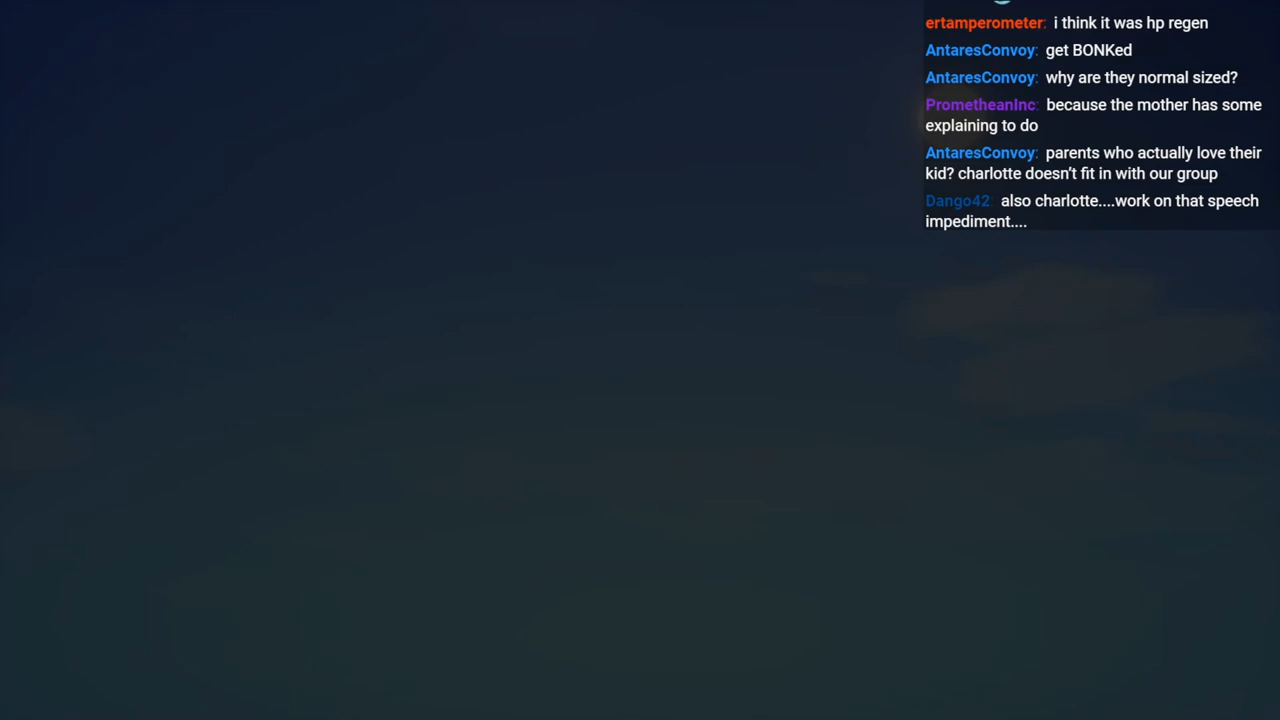 ertamperometer: i think it was hp regen
AntaresConvoy: get BONKed
AntaresConvoy: why are they normal sized?
PrometheanInc: because the mother has some
explaining to do
AntaresConvoy: parents who actually love their
kid? charlotte doesn't fit in with our group
Dango42: also charlotte....work on that speech
impediment....